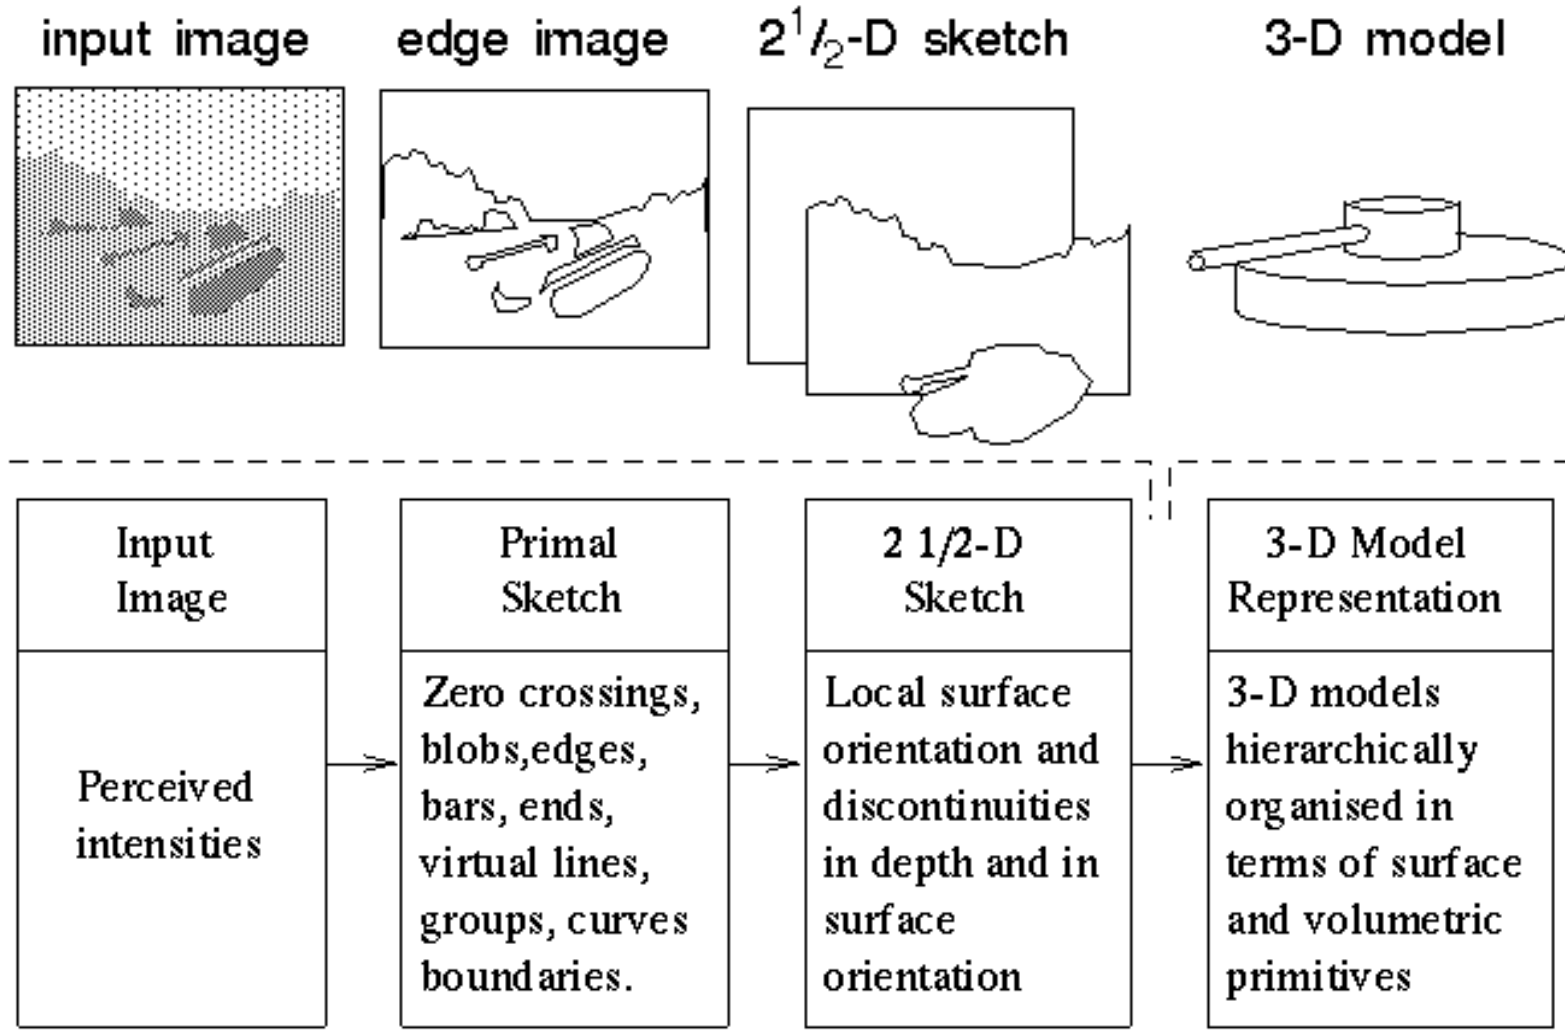 input image
edge image
2 1/2-D sketch
3-D model
Input
Image
Perceived
intensities
Primal
Sketch
Zero crossings,
blobs,edges,
bars, ends,
virtual lines,
groups, curves
boundaries.
2 1/2-D
Sketch
Local surface
orientation and
discontinuities
in depth and in
surface
orientation
3-D Model
Representation
3-D models
hierarchically
organised in
terms of surface
and volumetric
primitives